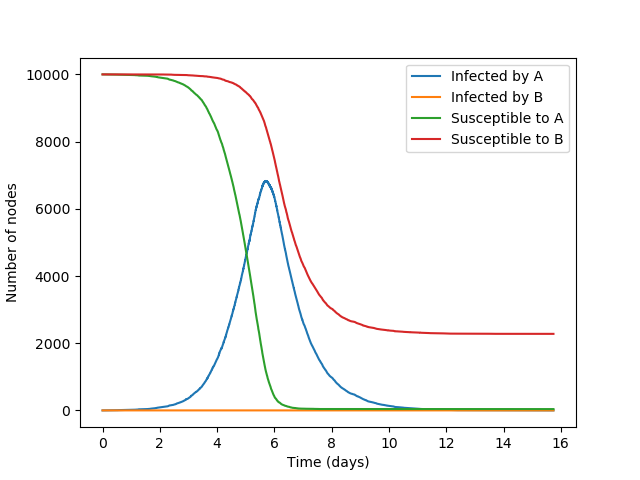 Infected by A
Infected by B
Susceptible to A
Susceptible to B
Number of nodes
10000
8000
6000
4000
2000
0
0 2 4 6 8 10 12 14 16
Time (days)